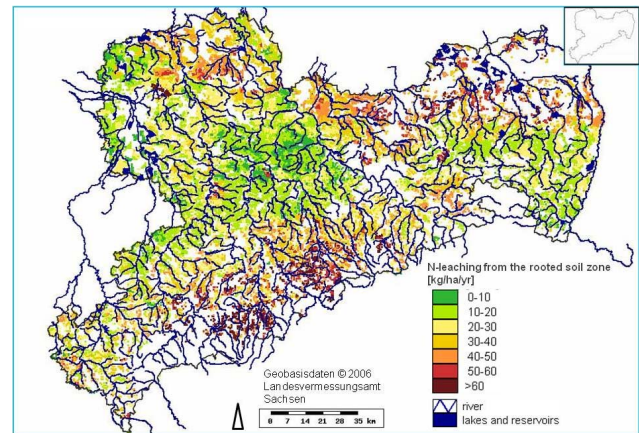 N-leaching from the rooted soil zone
[kg/ha/yr]
0-10
10-20
20-30
30-40
40-50
50-60
>60
river
lakes and reservoirs
Geobasisdaten © 2006
Landesvermessungsamt
Sachsen
0 7 14 21 28 35 km